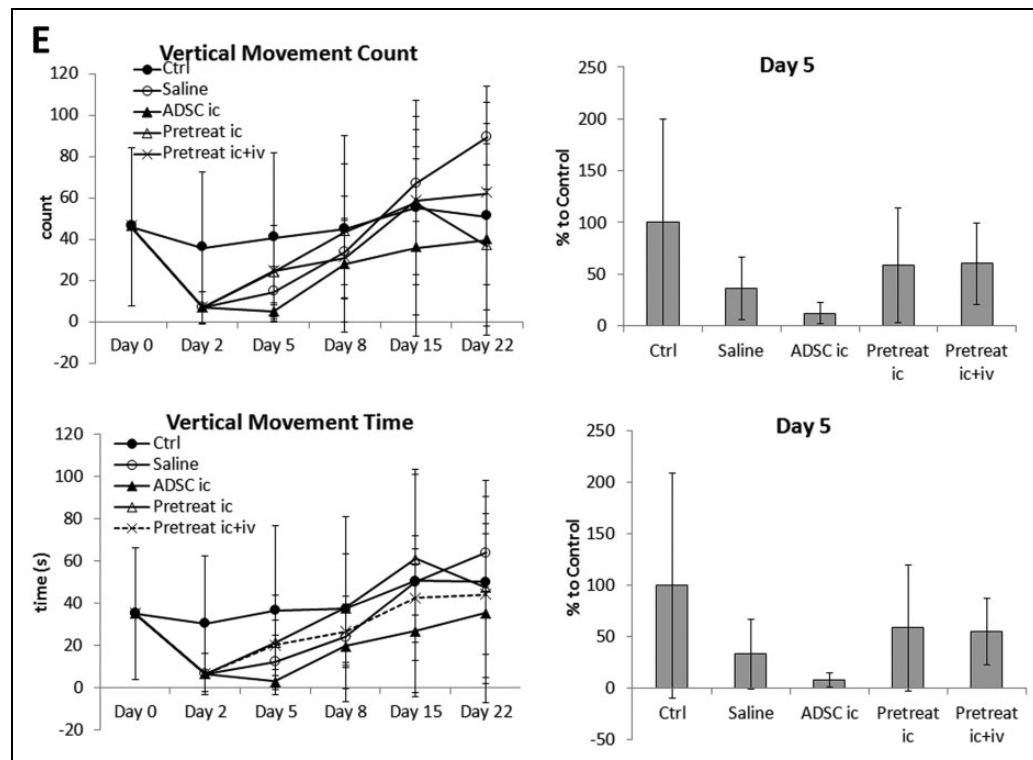 E
Vertical Movement Count
120
100
80
60
40
20
0
-20
count
Ctrl
Saline
ADSC ic
Pretreat ic
Pretreat ic+iv
Day 0 Day 2 Day 5 Day 8 Day 15 Day 22
Day 5
250
200
150
100
50
0
% to Control
Ctrl Saline ADSC ic Pretreat Pretreat
ic ic+iv
Vertical Movement Time
120
100
80
60
40
20
0
-20
time (s)
Ctrl
Saline
ADSC ic
Pretreat ic
Pretreat ic+iv
Day 0 Day 2 Day 5 Day 8 Day 15 Day 22
Day 5
250
200
150
100
50
0
-50
% to Control
Ctrl Saline ADSC ic Pretreat Pretreat
ic ic+iv